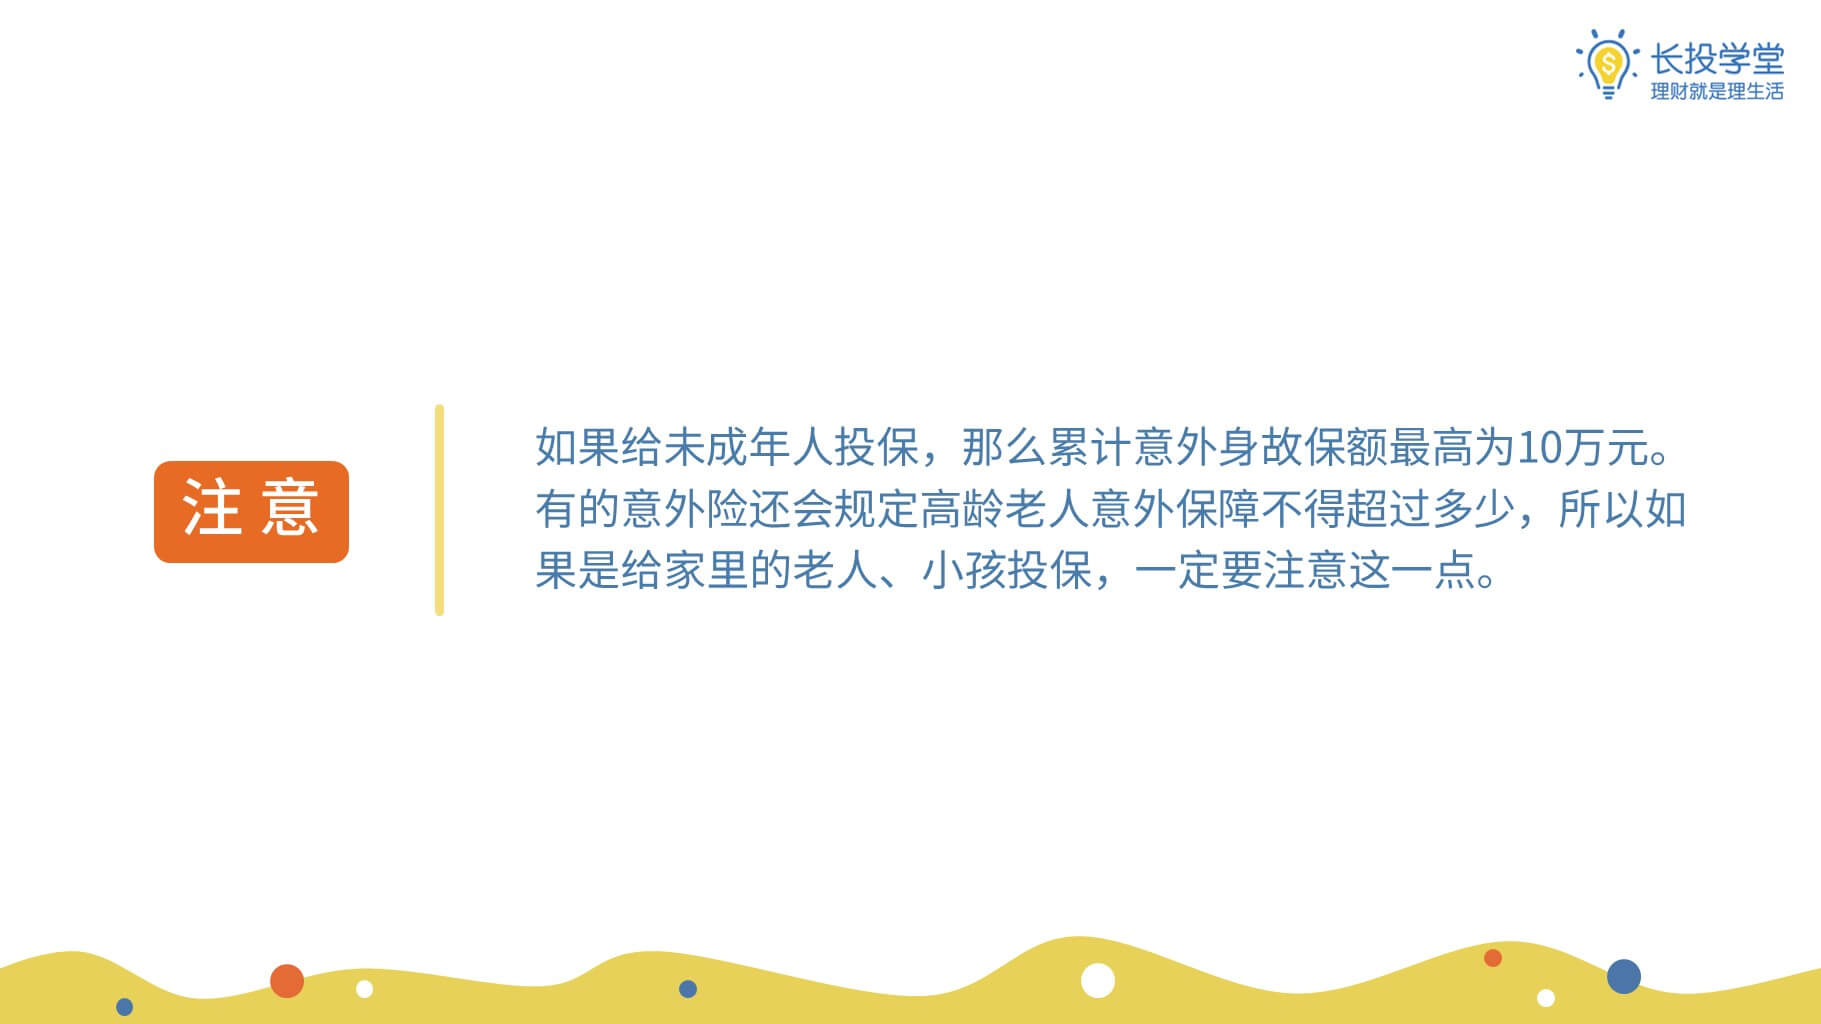 长投学堂
理财就是理生活
注意
如果给未成年人投保，那么累计意外身故保额最高为10万元。
有的意外险还会规定高龄老人意外保障不得超过多少，所以如
果是给家里的老人、小孩投保，一定要注意这一点。